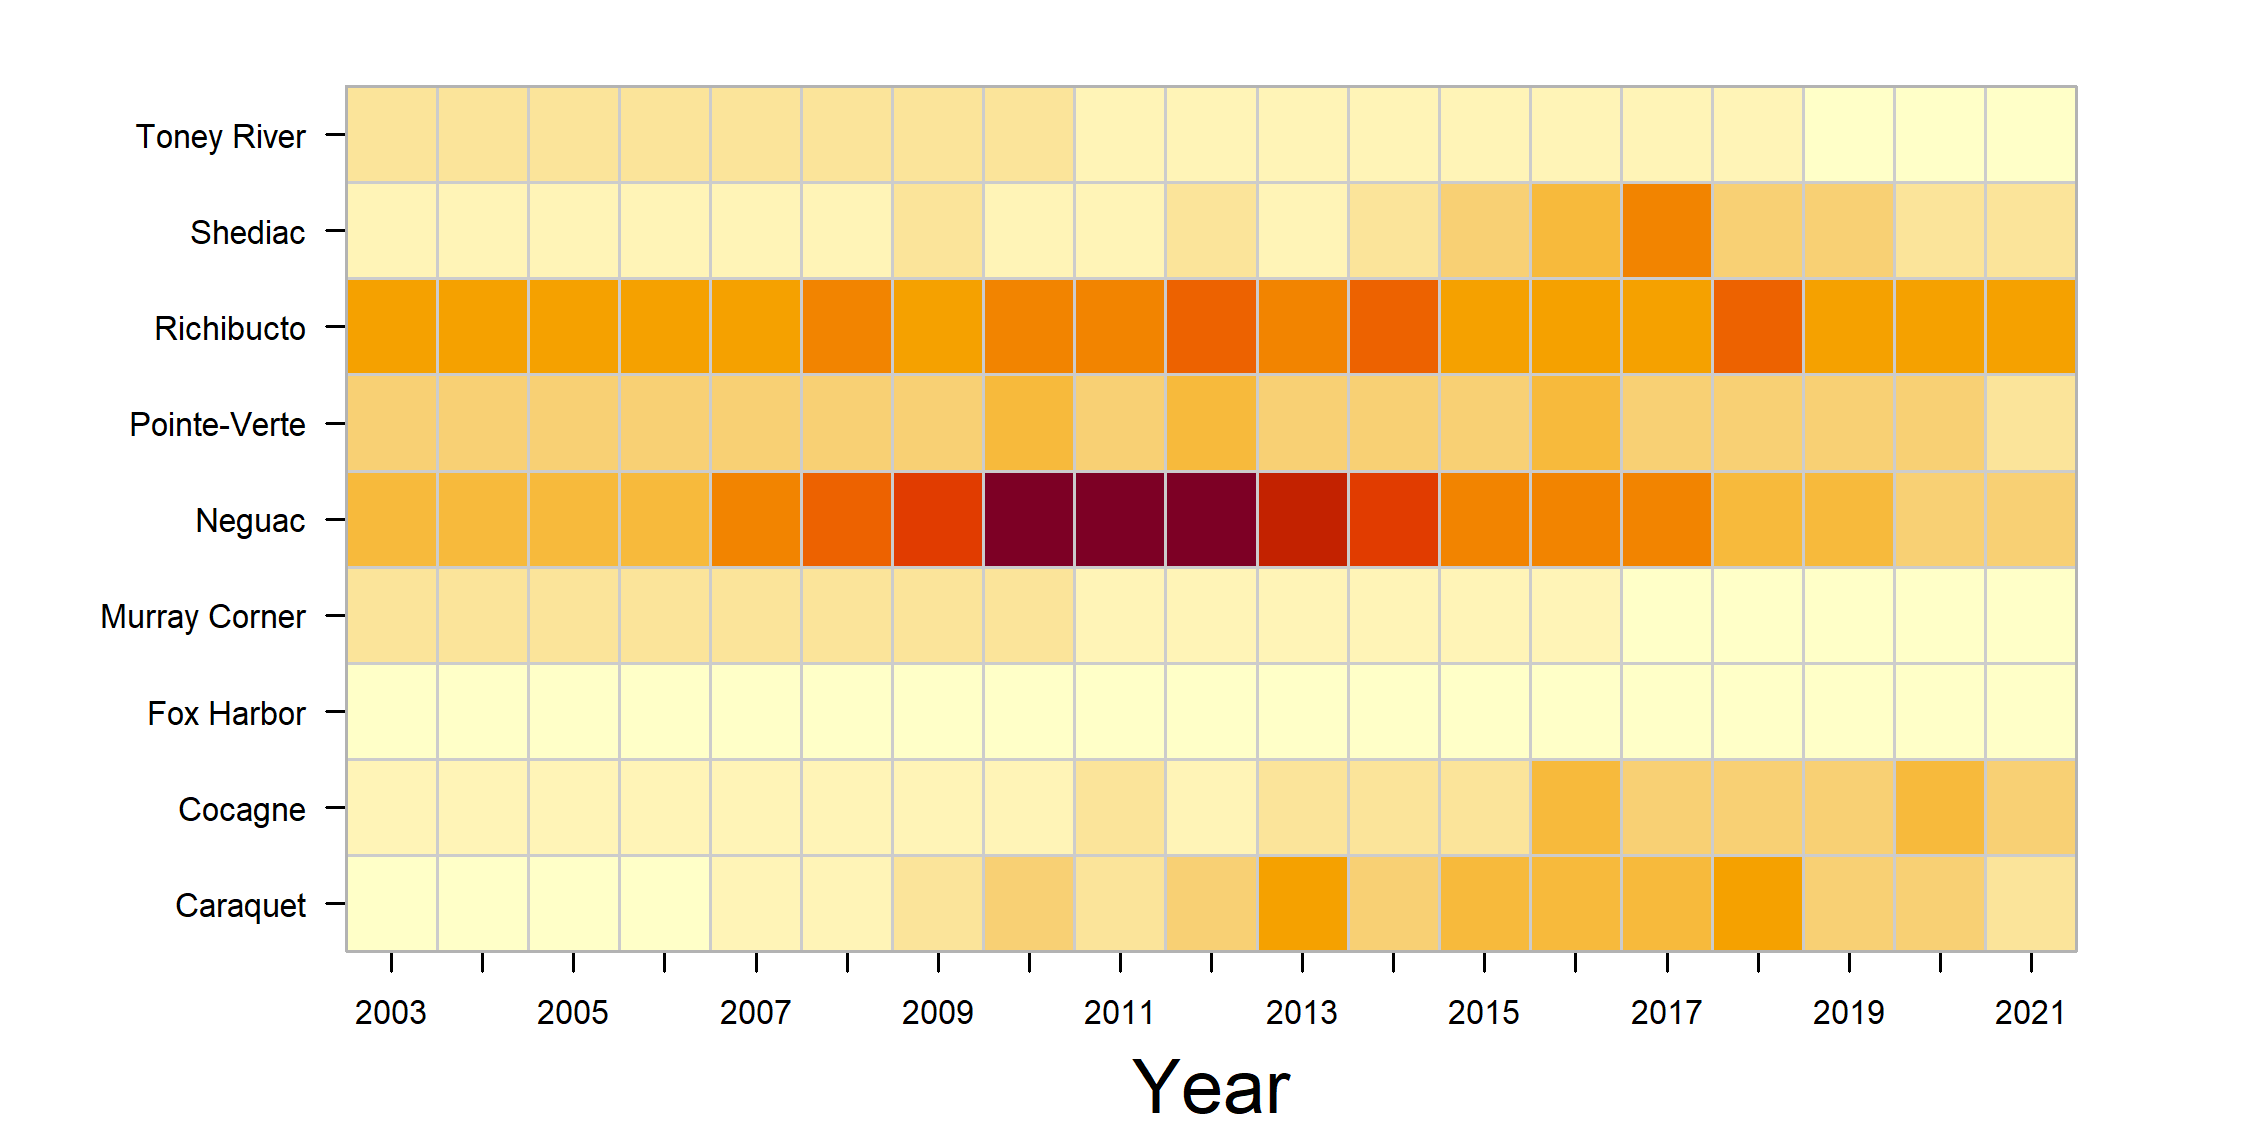 Toney River
Shediac
Richibucto
Pointe-Verte
Neguac
Murray Corner
Fox Harbor
Cocagne
Caraquet
2003 2005 2007 2009 2011 2013 2015 2017 2019 2021
Year